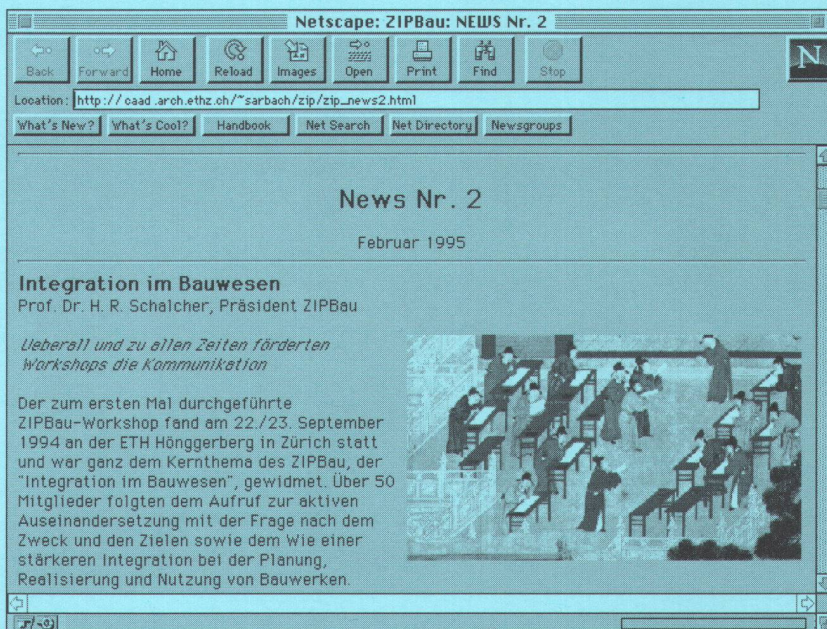 Netscape: ZIPBau: NEWS Nr. 2
Back Forward Home Reload Images Open Print Find Stop
N
Location: http://caad.arch.ethz.ch/~sarbach/zip/zip_news2.html
What's New? What's Cool? Handbook Net Search Net Directory Newsgroups
News Nr. 2
Februar 1995
Integration im Bauwesen
Prof. Dr. H. R. Schalcher, Präsident ZIPBau
Ueberall und zu allen Zeiten förderten
Workshops die Kommunikation
Der zum ersten Mal durchgeführte
ZIPBau-Workshop fand am 22./23. September
1994 an der ETH Hönggerberg in Zürich statt
und war ganz dem Kernthema des ZIPBau, der
"Integration im Bauwesen", gewidmet. Über 50
Mitglieder folgten dem Aufruf zur aktiven
Auseinandersetzung mit der Frage nach dem
Zweck und den Zielen sowie dem Wie einer
stärkeren Integration bei der Planung,
Realisierung und Nutzung von Bauwerken.